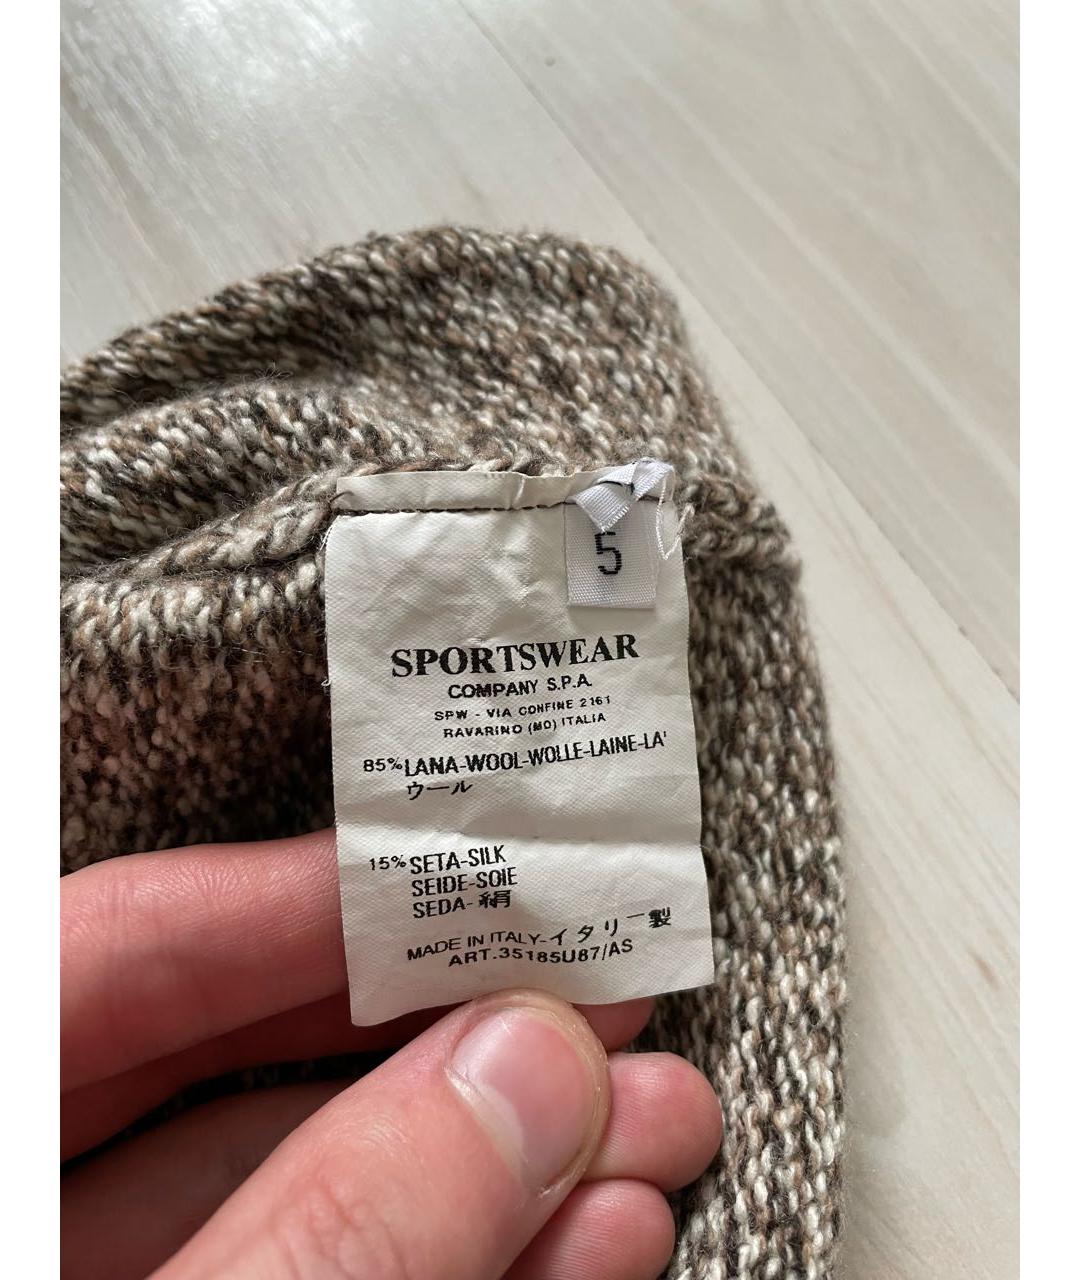 5
SPORTSWEAR
COMPANY S.P.A.
SPW - VIA CONFINE 2161
RAVARINO (MO) ITALIA
85% LANA-WOOL-WOLLE-LAINE-LA'
ウール
15% SETA-SILK
SEIDE-SOIE
SEDA-絹
MADE IN ITALY-イタリー製
ART.35185U87/AS